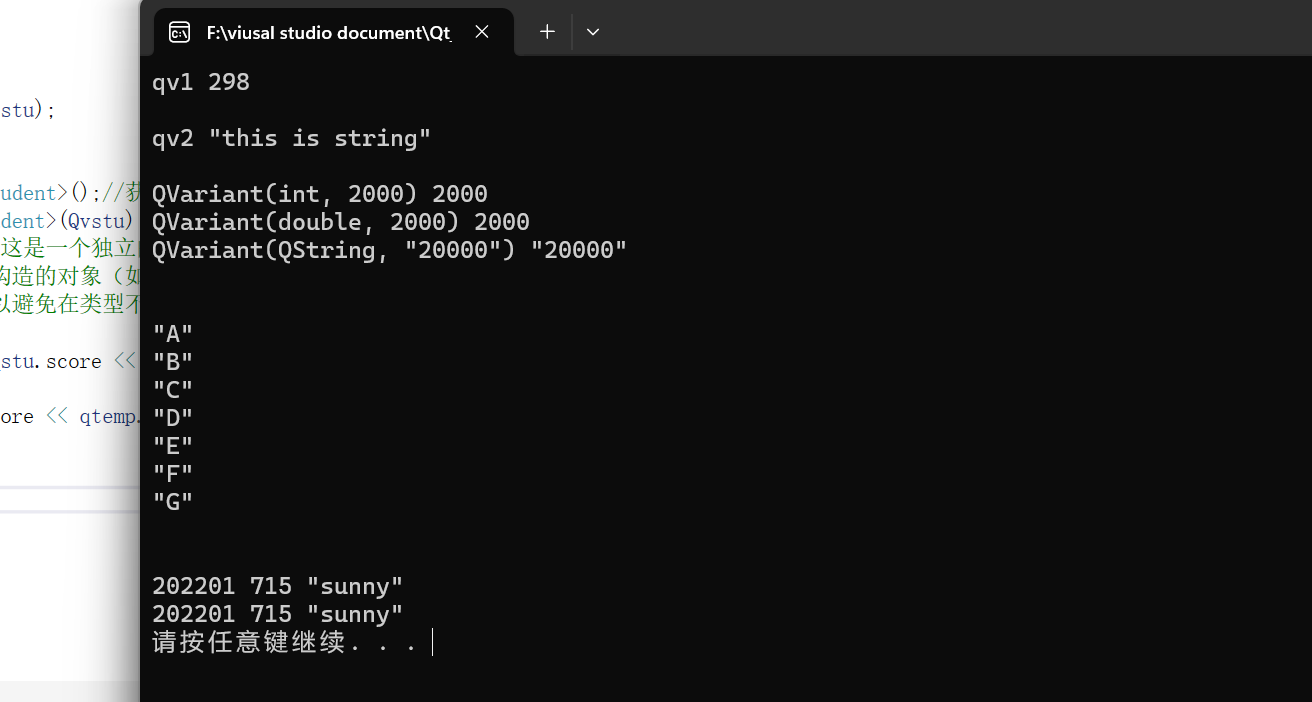 F:\viusal studio document\Qt_
qv1 298
stu);
qv2 "this is string"
udent>();//获
QVariant(int, 2000) 2000
dent>(Qvstu)
QVariant(double, 2000) 2000
这是一个独立
QVariant(QString, "20000") "20000"
构造的对象（如
以避免在类型不
"A"
stu.score <<
"B"
"C"
ore << qtemp.
"D"
"E"
"F"
"G"
202201 715 "sunny"
202201 715 "sunny"
请按任意键继续. . .